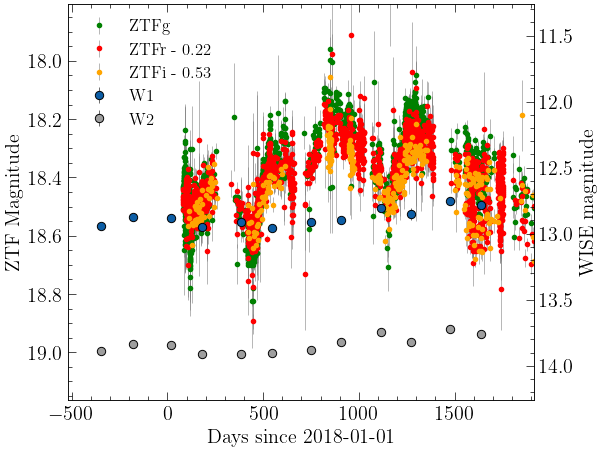 ZTFg
ZTFr - 0.22
ZTFi - 0.53
W1
W2
ZTF Magnitude
18.0
18.2
18.4
18.6
18.8
19.0
WISE magnitude
11.5
12.0
12.5
13.0
13.5
14.0
−500 0 500 1000 1500
Days since 2018-01-01